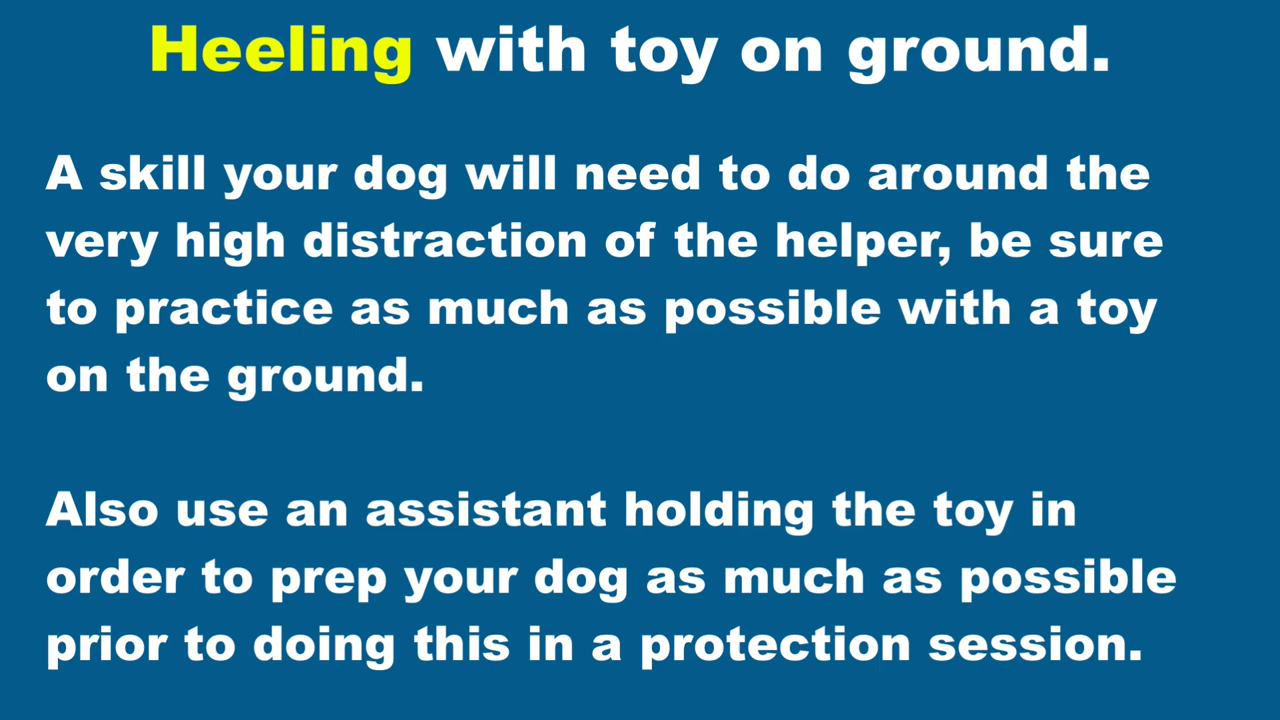 Heeling with toy on ground.
A skill your dog will need to do around the
very high distraction of the helper, be sure
to practice as much as possible with a toy
on the ground.
Also use an assistant holding the toy in
order to prep your dog as much as possible
prior to doing this in a protection session.